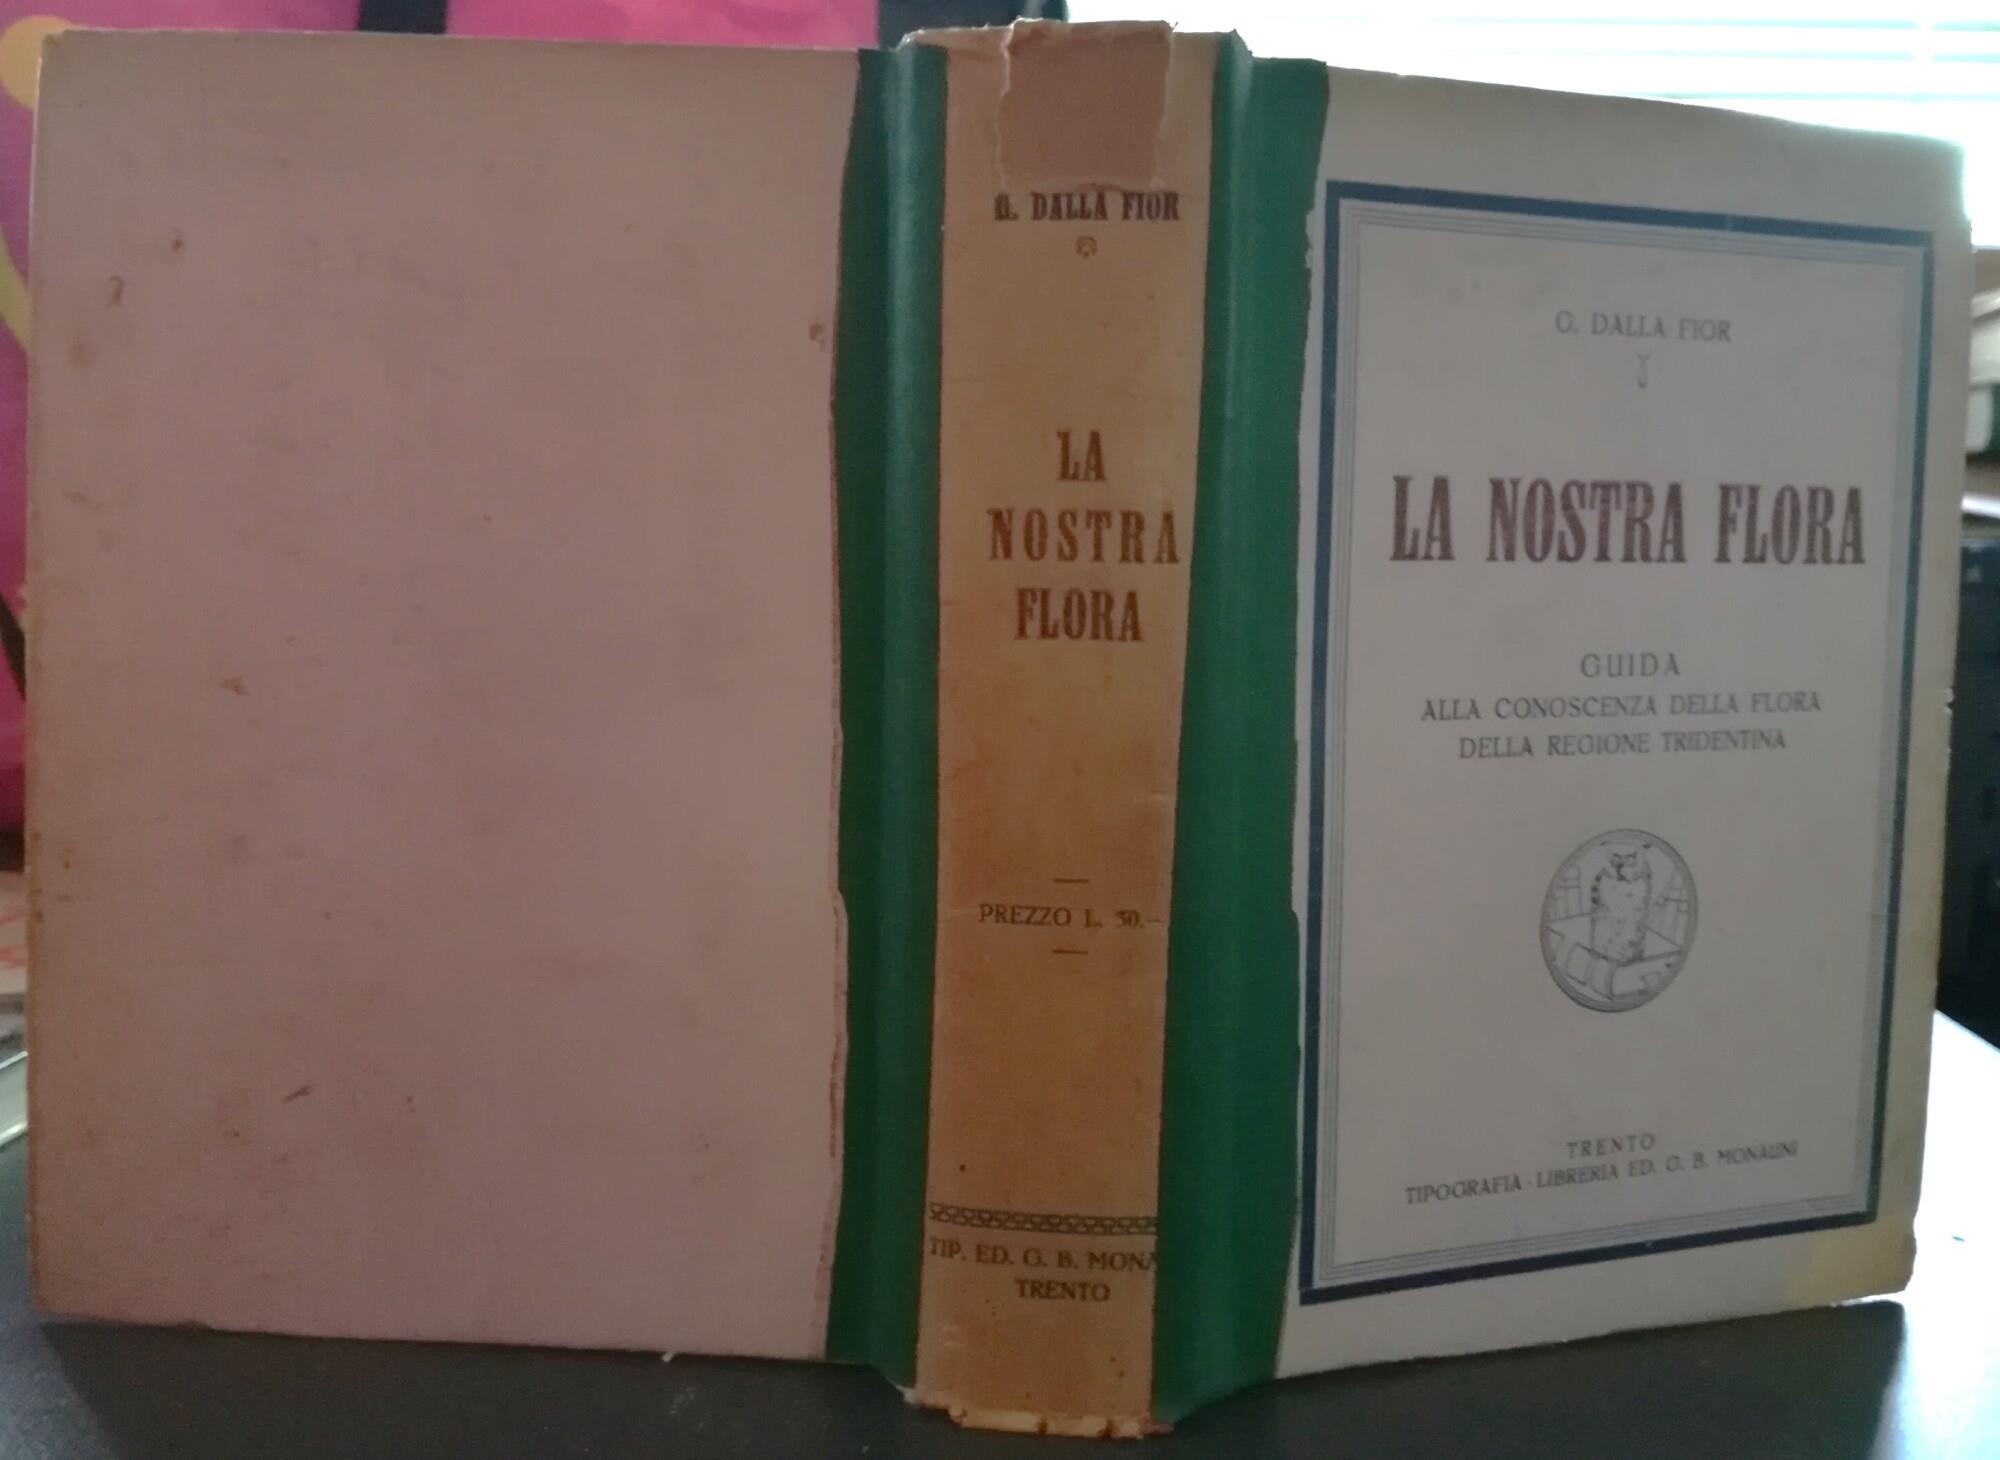 G. DALLA FIOR
LA
NOSTRA
FLORA
PREZZO L. 30.—
TIP. ED. G. B. MONA
TRENTO
G. DALLA FIOR
LA NOSTRA FLORA
GUIDA
ALLA CONOSCENZA DELLA FLORA
DELLA REGIONE TRIDENTINA
TRENTO
TIPOGRAFIA - LIBRERIA ED. G. B. MONAUNI